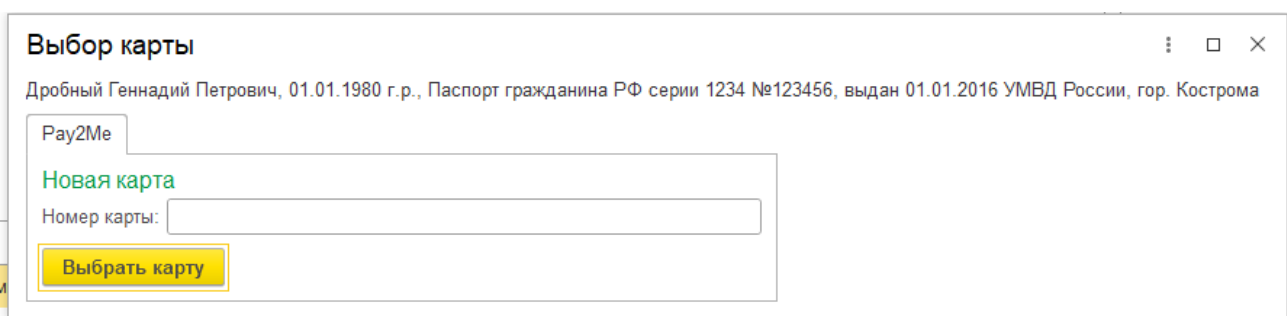 Выбор карты
Дробный Геннадий Петрович, 01.01.1980 г.р., Паспорт гражданина РФ серии 1234 №123456, выдан 01.01.2016 УМВД России, гор. Кострома
Pay2Me
Новая карта
Номер карты:
Выбрать карту